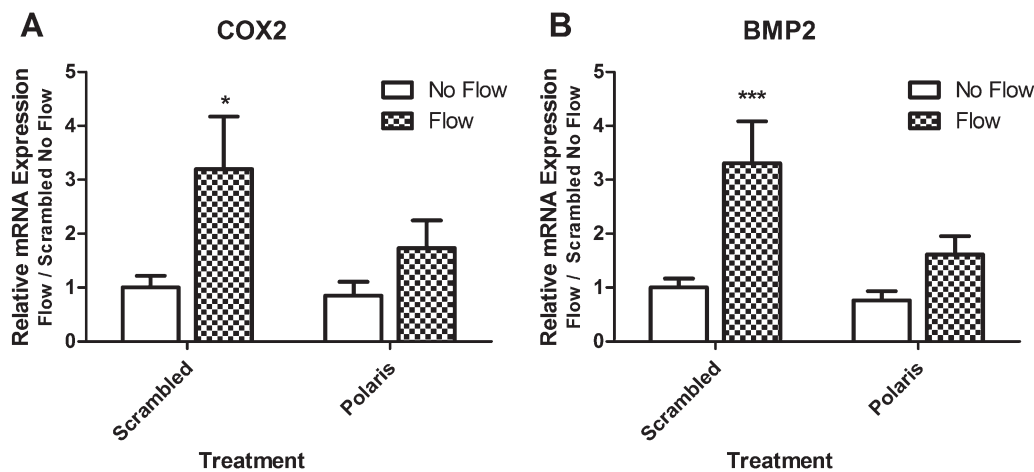 A
COX2
Relative mRNA Expression
Flow / Scrambled No Flow
5
4
3
2
1
0
*
No Flow
Flow
Scrambled
Polaris
Treatment
B
BMP2
Relative mRNA Expression
Flow / Scrambled No Flow
5
4
3
2
1
0
***
No Flow
Flow
Scrambled
Polaris
Treatment